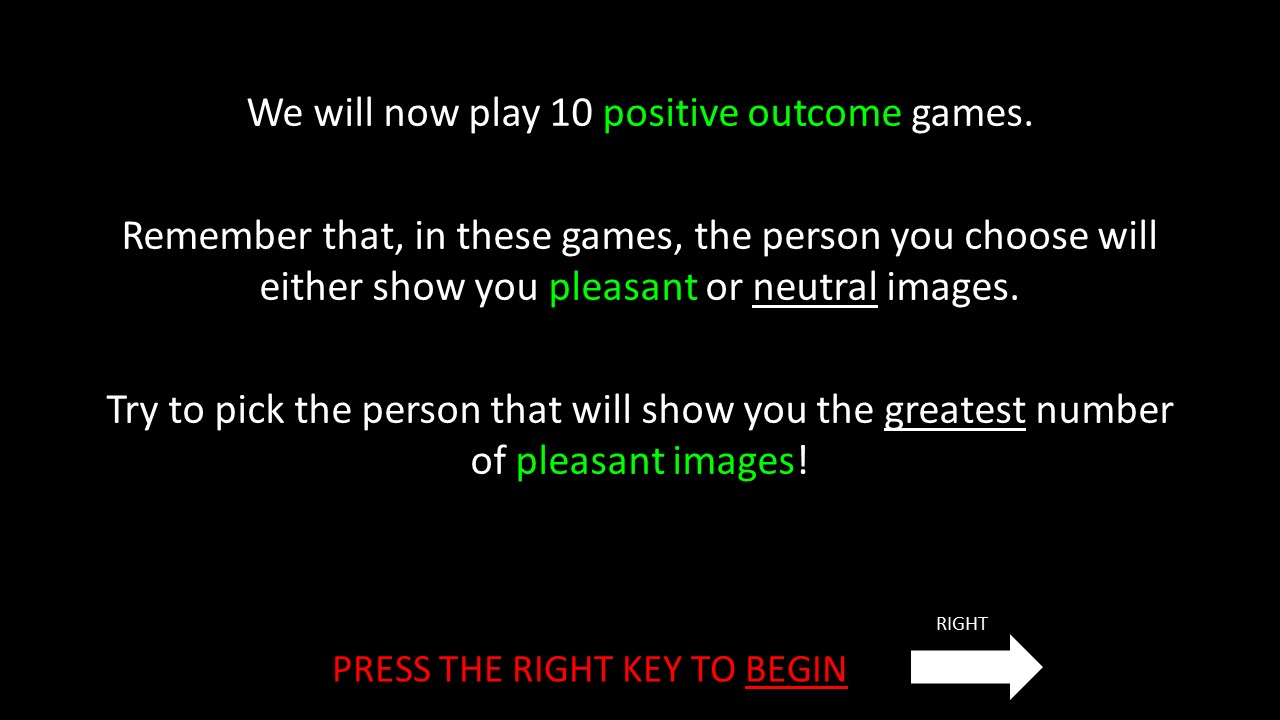 We will now play 10 positive outcome games.
Remember that, in these games, the person you choose will
either show you pleasant or neutral images.
Try to pick the person that will show you the greatest number
of pleasant images!
RIGHT
PRESS THE RIGHT KEY TO BEGIN